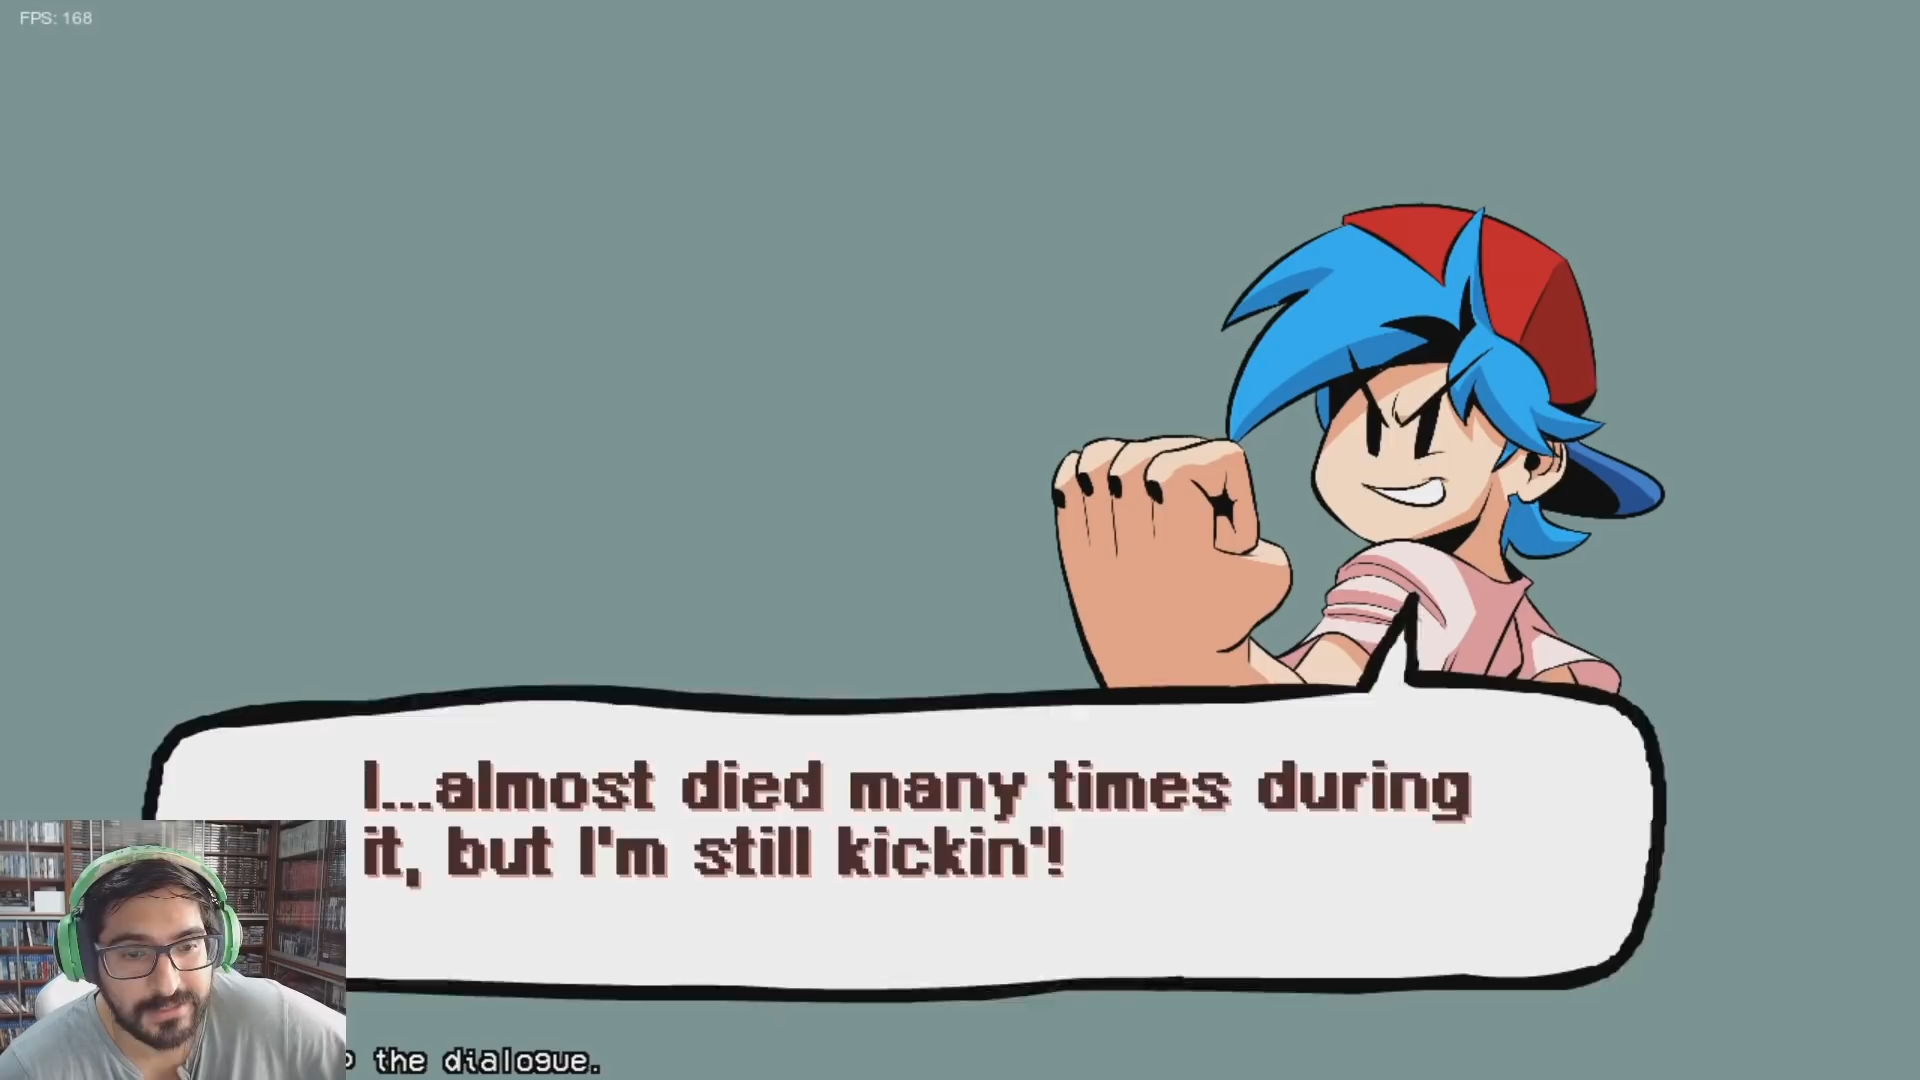 FPS: 168
I...almost died many times during
it, but I'm still kickin'!
the dialogue.